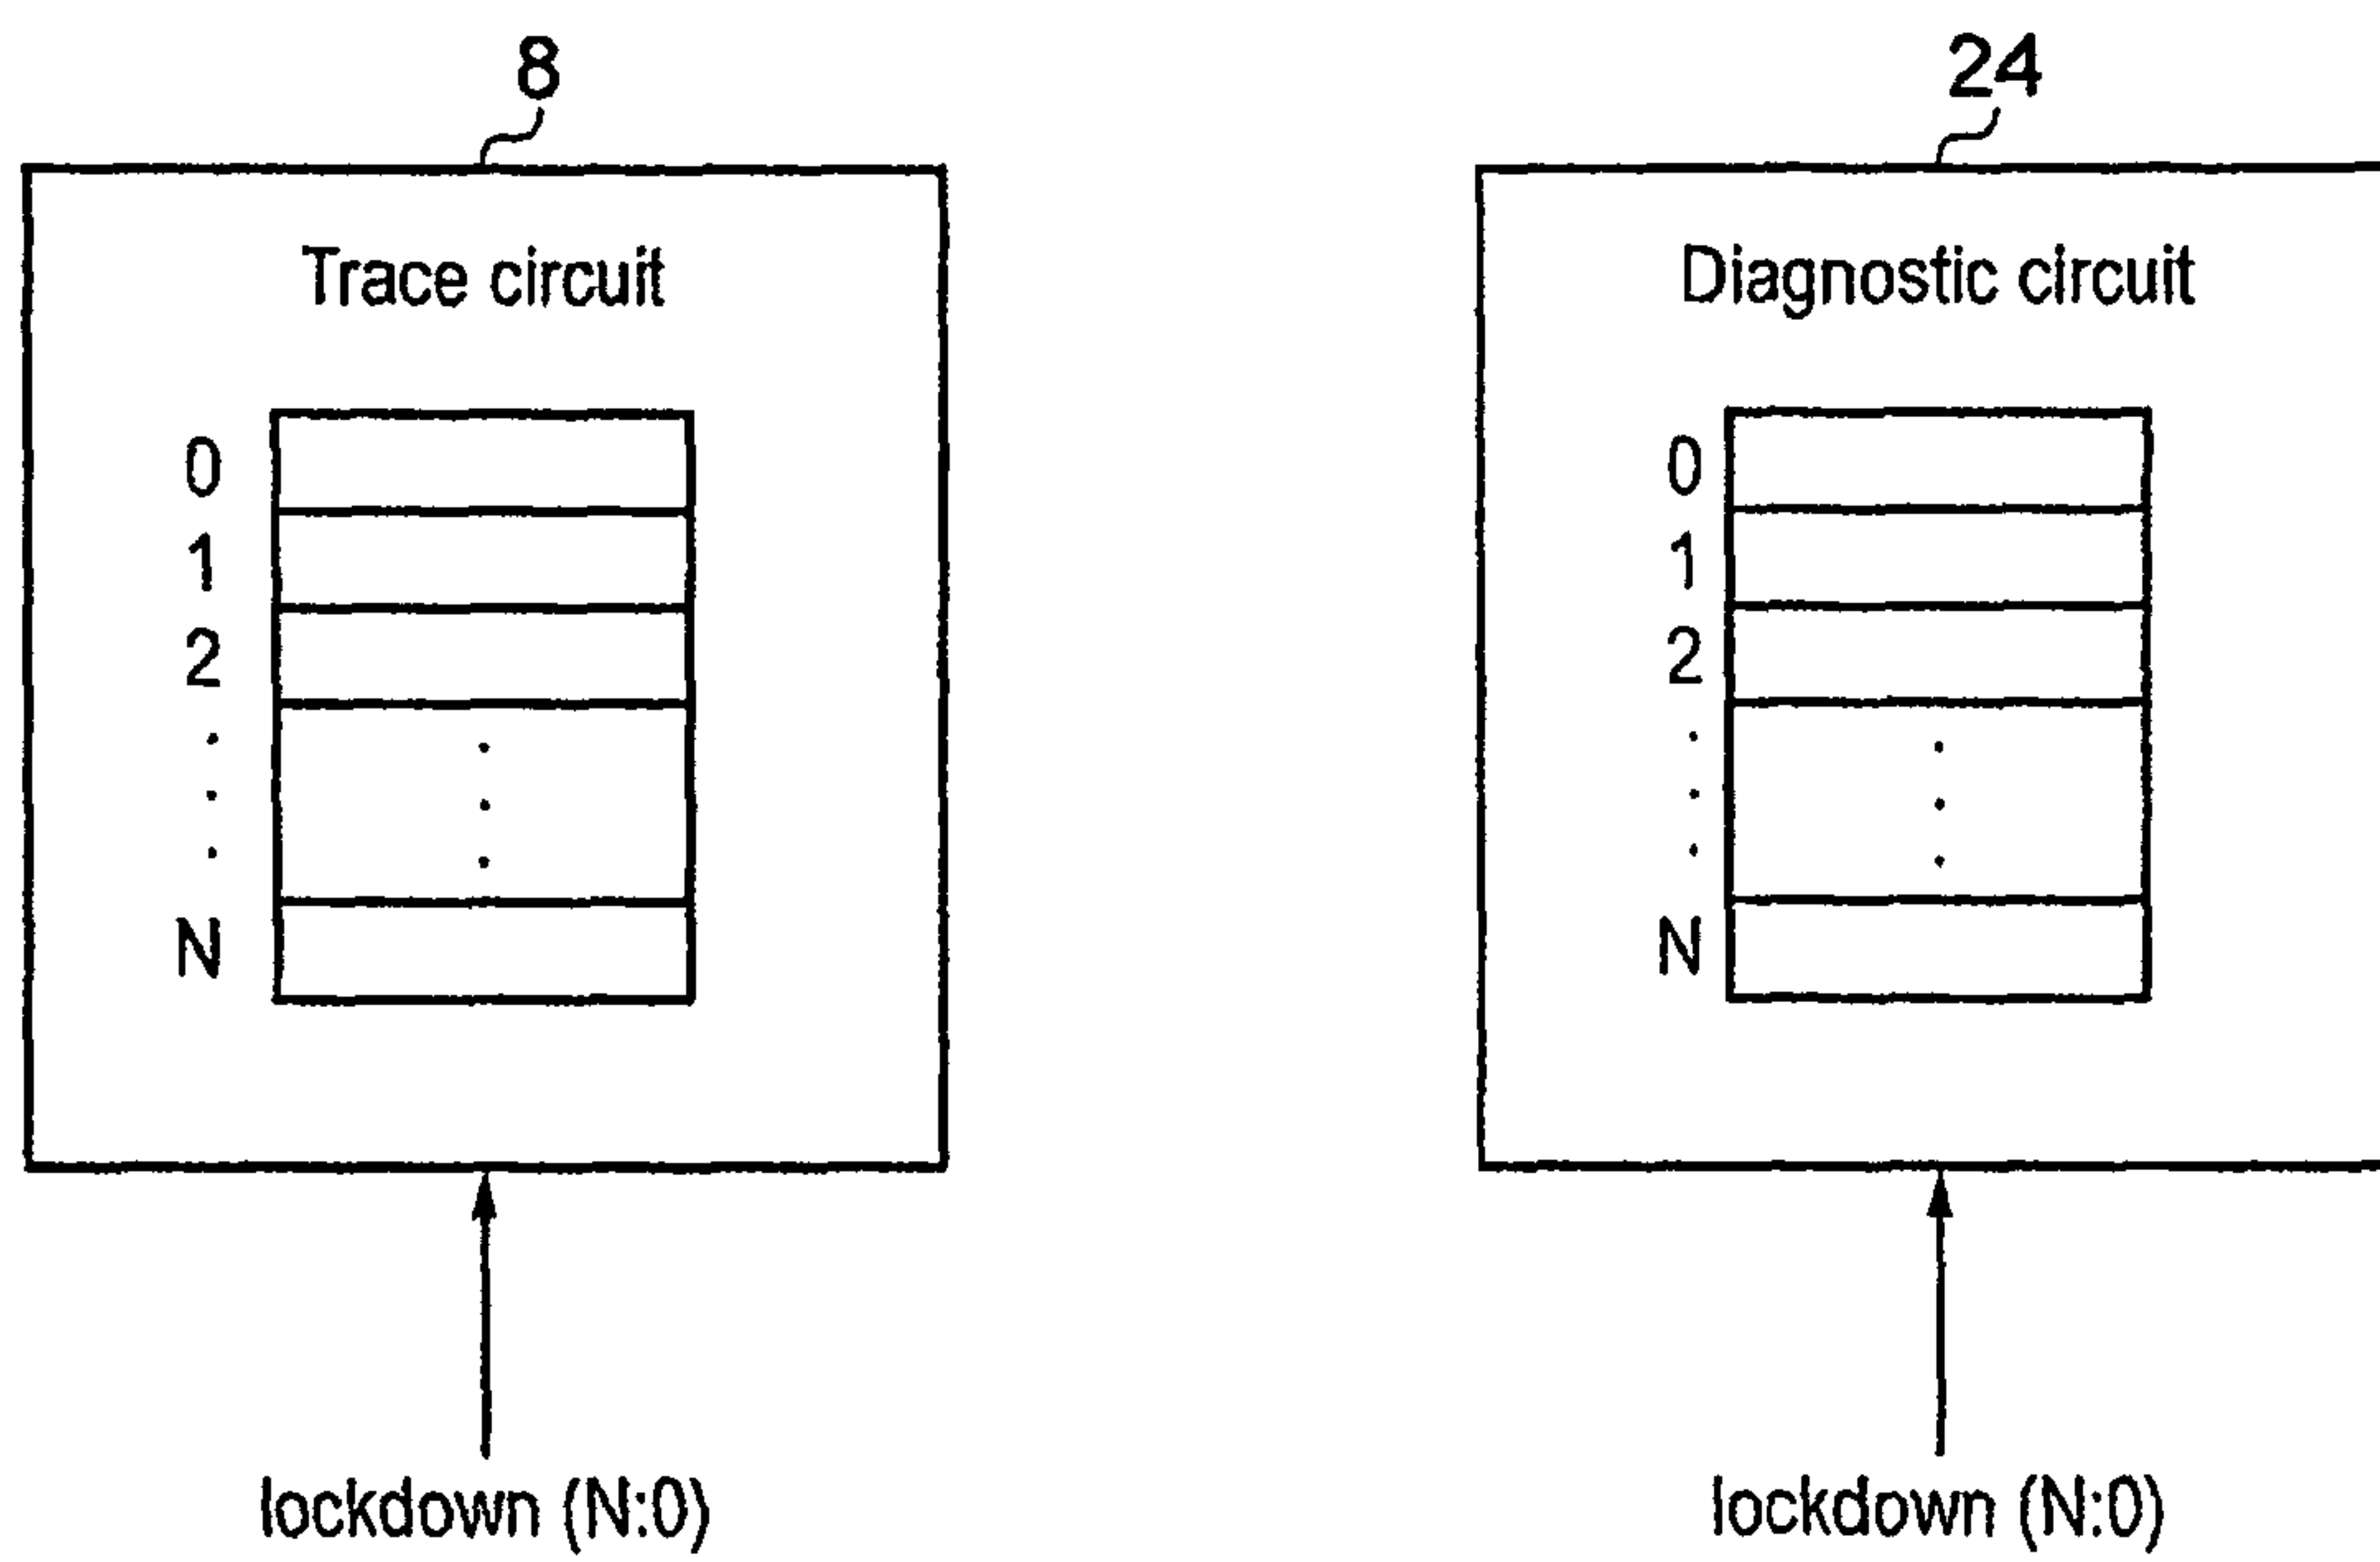 8
Trace circuit
0
1
2
.
.
.
N
lockdown (N:0)
24
Diagnostic circuit
0
1
2
.
.
.
N
lockdown (N:0)